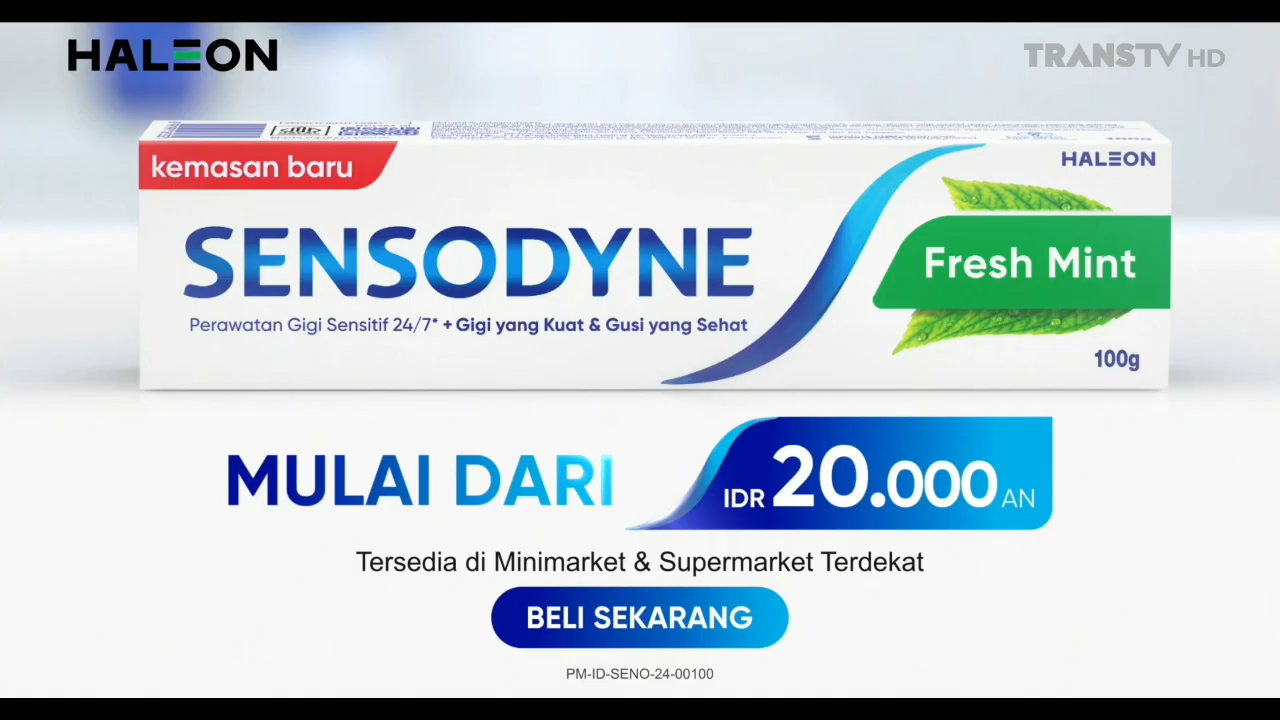 HALEON
TRANSTV HD
kemasan baru
HALEON
SENSODYNE
Fresh Mint
Perawatan Gigi Sensitif 24/7* + Gigi yang Kuat & Gusi yang Sehat
100g
MULAI DARI
IDR 20.000 AN
Tersedia di Minimarket & Supermarket Terdekat
BELI SEKARANG
PM-ID-SENO-24-00100